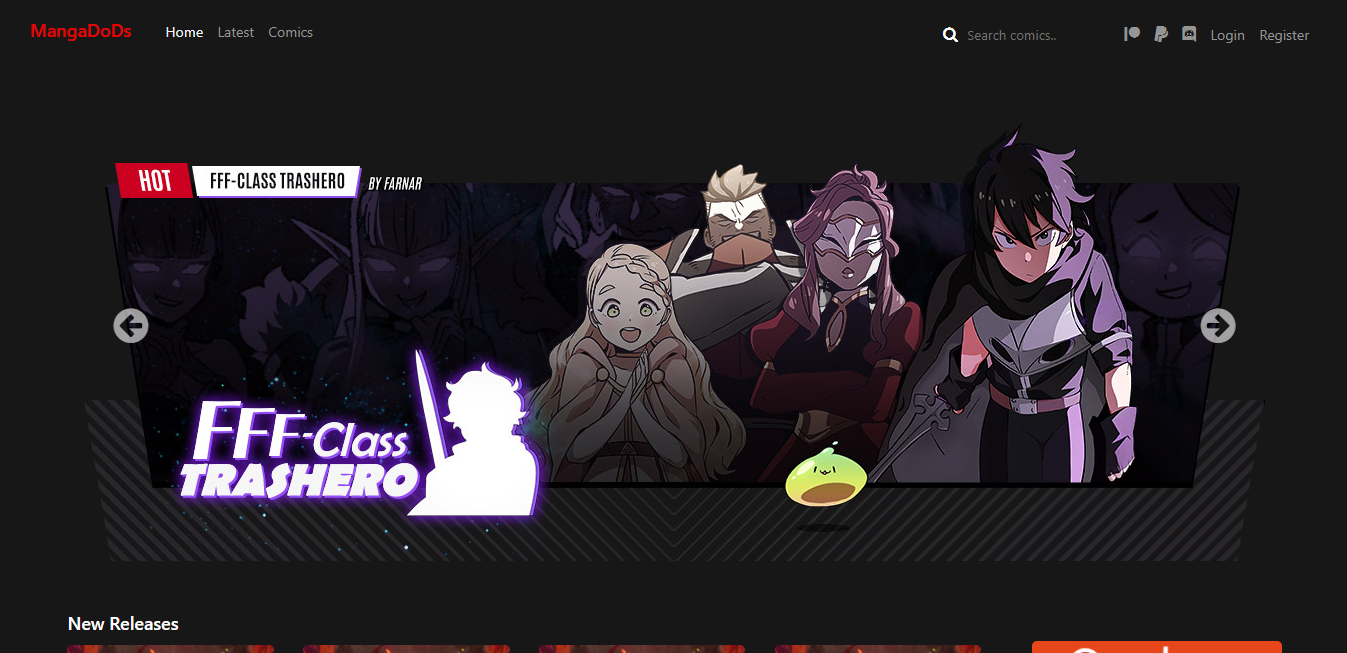 MangaDoDs Home Latest Comics Search comics.. Login Register
HOT FFF-CLASS TRASHERO BY FARNAR
FFF-Class
TRASHERO
New Releases